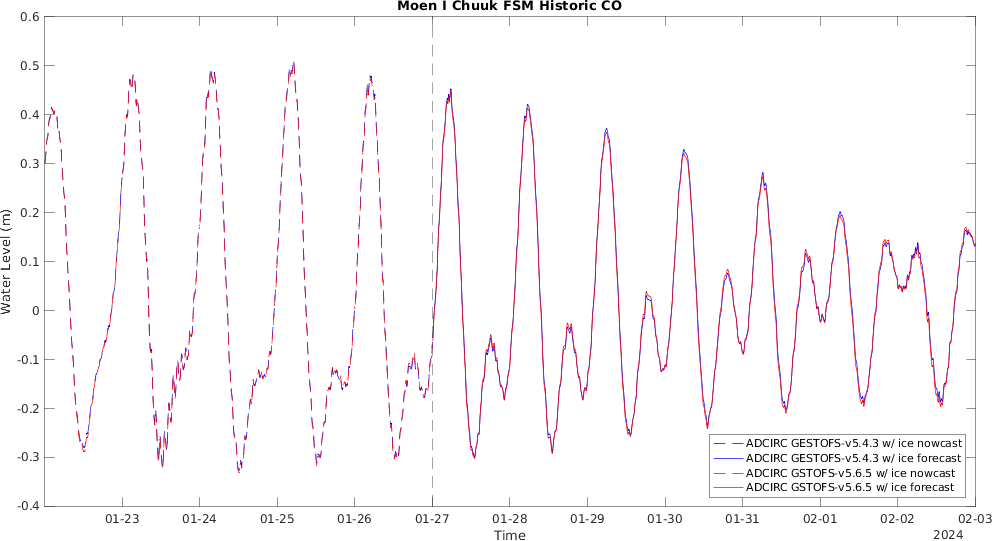 Moen I Chuuk FSM Historic CO
0.6
0.5
0.4
0.3
0.2
0.1
0
-0.1
-0.2
-0.3
-0.4
Water Level (m)
ADCIRC GESTOFS-v5.4.3 w/ ice nowcast
ADCIRC GESTOFS-v5.4.3 w/ ice forecast
ADCIRC GSTOFS-v5.6.5 w/ ice nowcast
ADCIRC GSTOFS-v5.6.5 w/ ice forecast
01-23 01-24 01-25 01-26 01-27 01-28 01-29 01-30 01-31 02-01 02-02 02-03
Time
2024